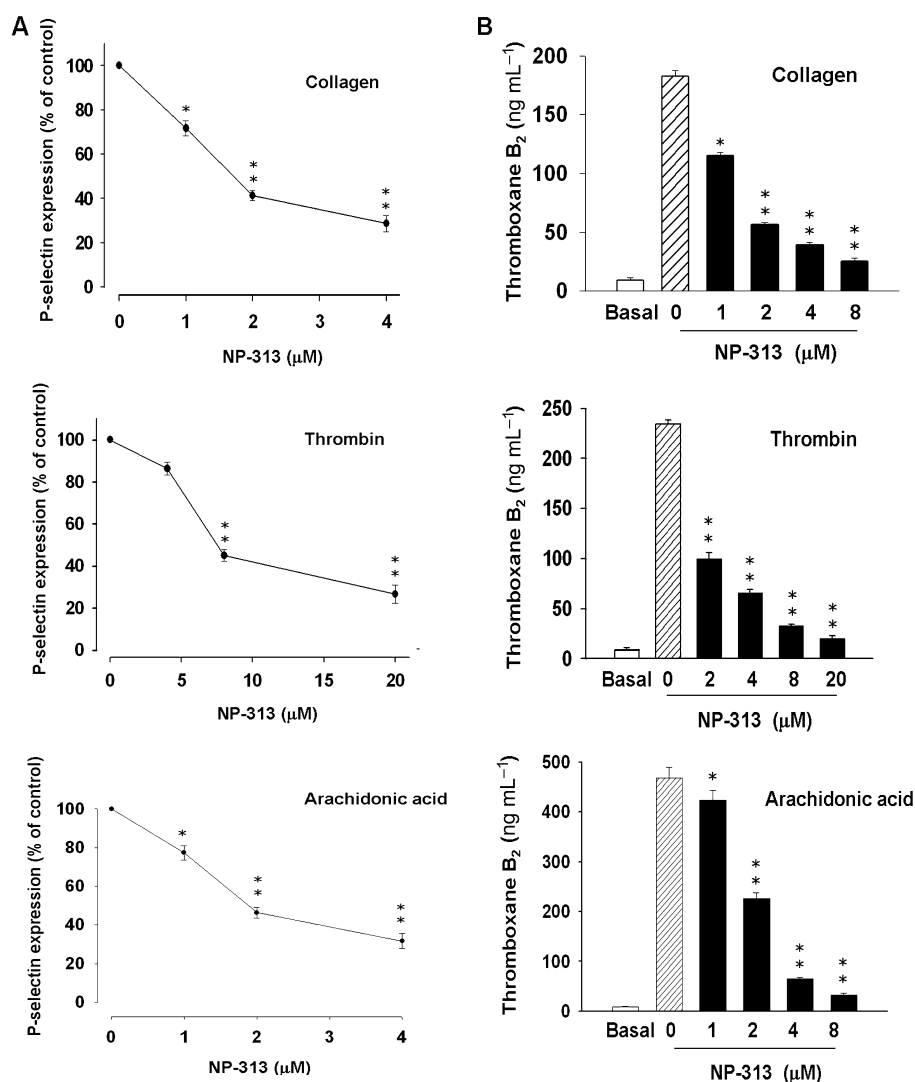 A
P-selectin expression (% of control)
100
80
60
40
20
0
Collagen
*
* *
* *
0 1 2 3 4
NP-313 (μM)
P-selectin expression (% of control)
100
80
60
40
20
0
Thrombin
* *
* *
0 5 10 15 20
NP-313 (μM)
P-selectin expression (% of control)
100
80
60
40
20
0
Arachidonic acid
*
* *
* *
0 1 2 3 4
NP-313 (μM)
B
Thromboxane B₂ (ng mL⁻¹)
200
150
100
50
0
Collagen
*
* *
* *
* *
Basal 0 1 2 4 8
NP-313 (μM)
Thromboxane B₂ (ng mL⁻¹)
250
200
150
100
50
0
Thrombin
* *
* *
* *
* *
Basal 0 2 4 8 20
NP-313 (μM)
Thromboxane B₂ (ng mL⁻¹)
500
400
300
200
100
0
Arachidonic acid
*
* *
* *
* *
Basal 0 1 2 4 8
NP-313 (μM)